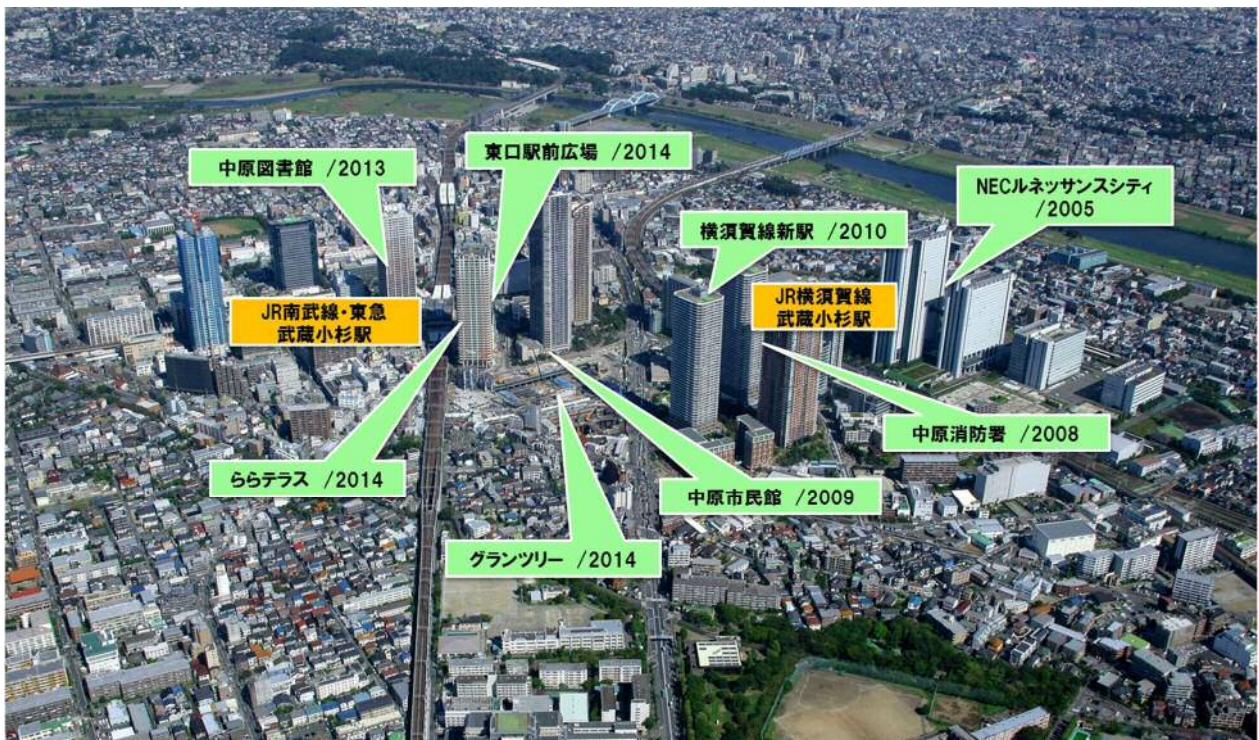 東口駅前広場 /2014
中原図書館 /2013
NECルネッサンスシティ
/2005
横須賀線新駅 /2010
JR南武線・東急
武蔵小杉駅
JR横須賀線
武蔵小杉駅
中原消防署 /2008
ららテラス /2014
中原市民館 /2009
グランツリー /2014